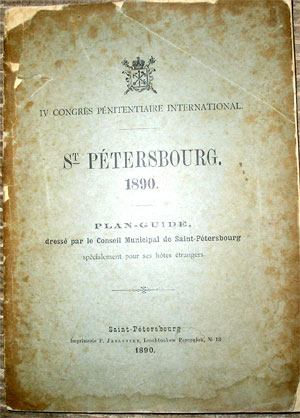 IV CONGRÈS PÉNITENTIAIRE INTERNATIONAL.
ST PÉTERSBOURG.
1890.
PLAN-GUIDE,
dressé par le Conseil Municipal de Saint-Pétersbourg
spécialement pour ses hôtes étrangers.
Saint-Pétersbourg
Imprimerie P.
1890.